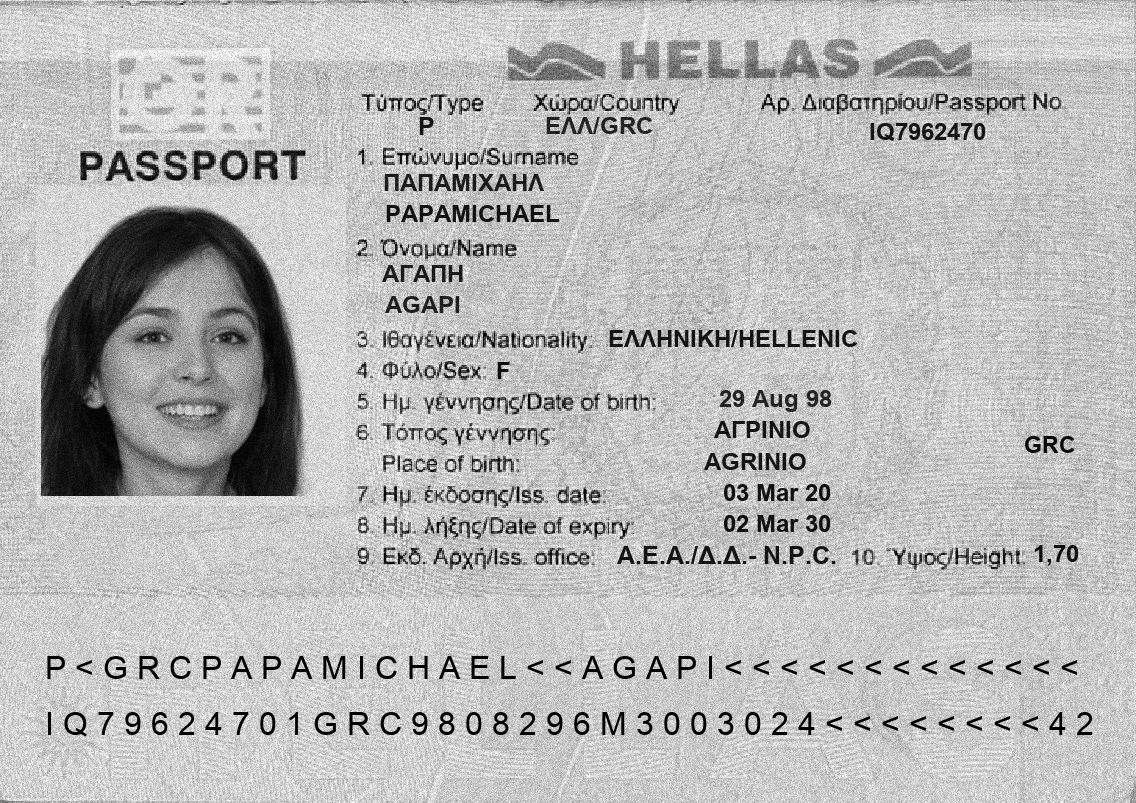 GR
HELLAS
PASSPORT
Τύπος/Type Χώρα/Country Αρ. Διαβατηρίου/Passport No.
P ΕΛΛ/GRC IQ7962470
1. Επώνυμο/Surname
ΠΑΠΑΜΙΧΑΗΛ
PAPAMICHAEL
2. Όνομα/Name
ΑΓΑΠΗ
AGAPI
3. Ιθαγένεια/Nationality: ΕΛΛΗΝΙΚΗ/HELLENIC
4. Φύλο/Sex: F
5. Ημ. γέννησης/Date of birth: 29 Aug 98
6. Τόπος γέννησης: ΑΓΡΙΝΙΟ
Place of birth: AGRINIO GRC
7. Ημ. έκδοσης/Iss. date: 03 Mar 20
8. Ημ. λήξης/Date of expiry: 02 Mar 30
9. Εκδ. Αρχή/Iss. office: Α.Ε.Α./Δ.Δ.- N.P.C. 10. Ύψος/Height: 1,70
P<GRCPAPAMICHAEL<<AGAPI<<<<<<<<<<<<<
IQ79624701GRC9808296M3003024<<<<<<<<42